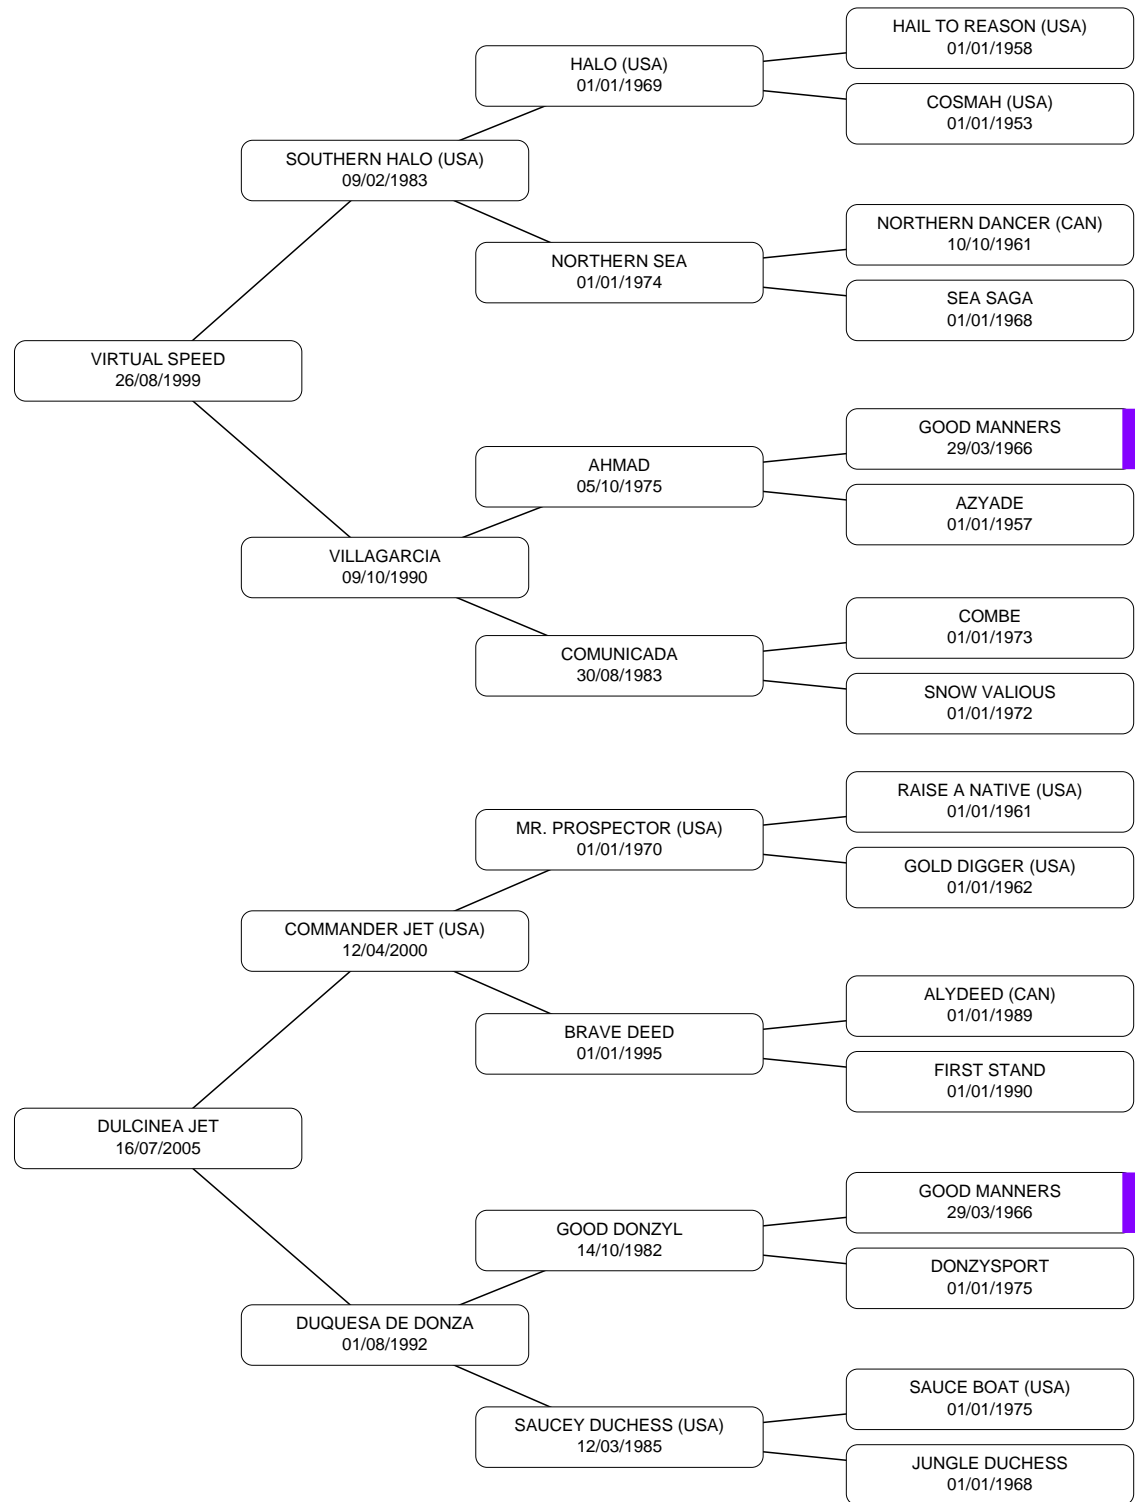 HAIL TO REASON (USA)
01/01/1958
HALO (USA)
01/01/1969
COSMAH (USA)
01/01/1953
SOUTHERN HALO (USA)
09/02/1983
NORTHERN DANCER (CAN)
10/10/1961
NORTHERN SEA
01/01/1974
SEA SAGA
01/01/1968
VIRTUAL SPEED
26/08/1999
GOOD MANNERS
29/03/1966
AHMAD
05/10/1975
AZYADE
01/01/1957
VILLAGARCIA
09/10/1990
COMBE
01/01/1973
COMUNICADA
30/08/1983
SNOW VALIOUS
01/01/1972
RAISE A NATIVE (USA)
01/01/1961
MR. PROSPECTOR (USA)
01/01/1970
GOLD DIGGER (USA)
01/01/1962
COMMANDER JET (USA)
12/04/2000
ALYDEED (CAN)
01/01/1989
BRAVE DEED
01/01/1995
FIRST STAND
01/01/1990
DULCINEA JET
16/07/2005
GOOD MANNERS
29/03/1966
GOOD DONZYL
14/10/1982
DONZYSPORT
01/01/1975
DUQUESA DE DONZA
01/08/1992
SAUCE BOAT (USA)
01/01/1975
SAUCEY DUCHESS (USA)
12/03/1985
JUNGLE DUCHESS
01/01/1968